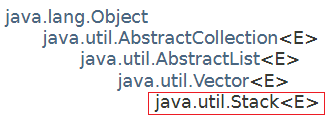 java.lang.Object
java.util.AbstractCollection<E>
java.util.AbstractList<E>
java.util.Vector<E>
java.util.Stack<E>